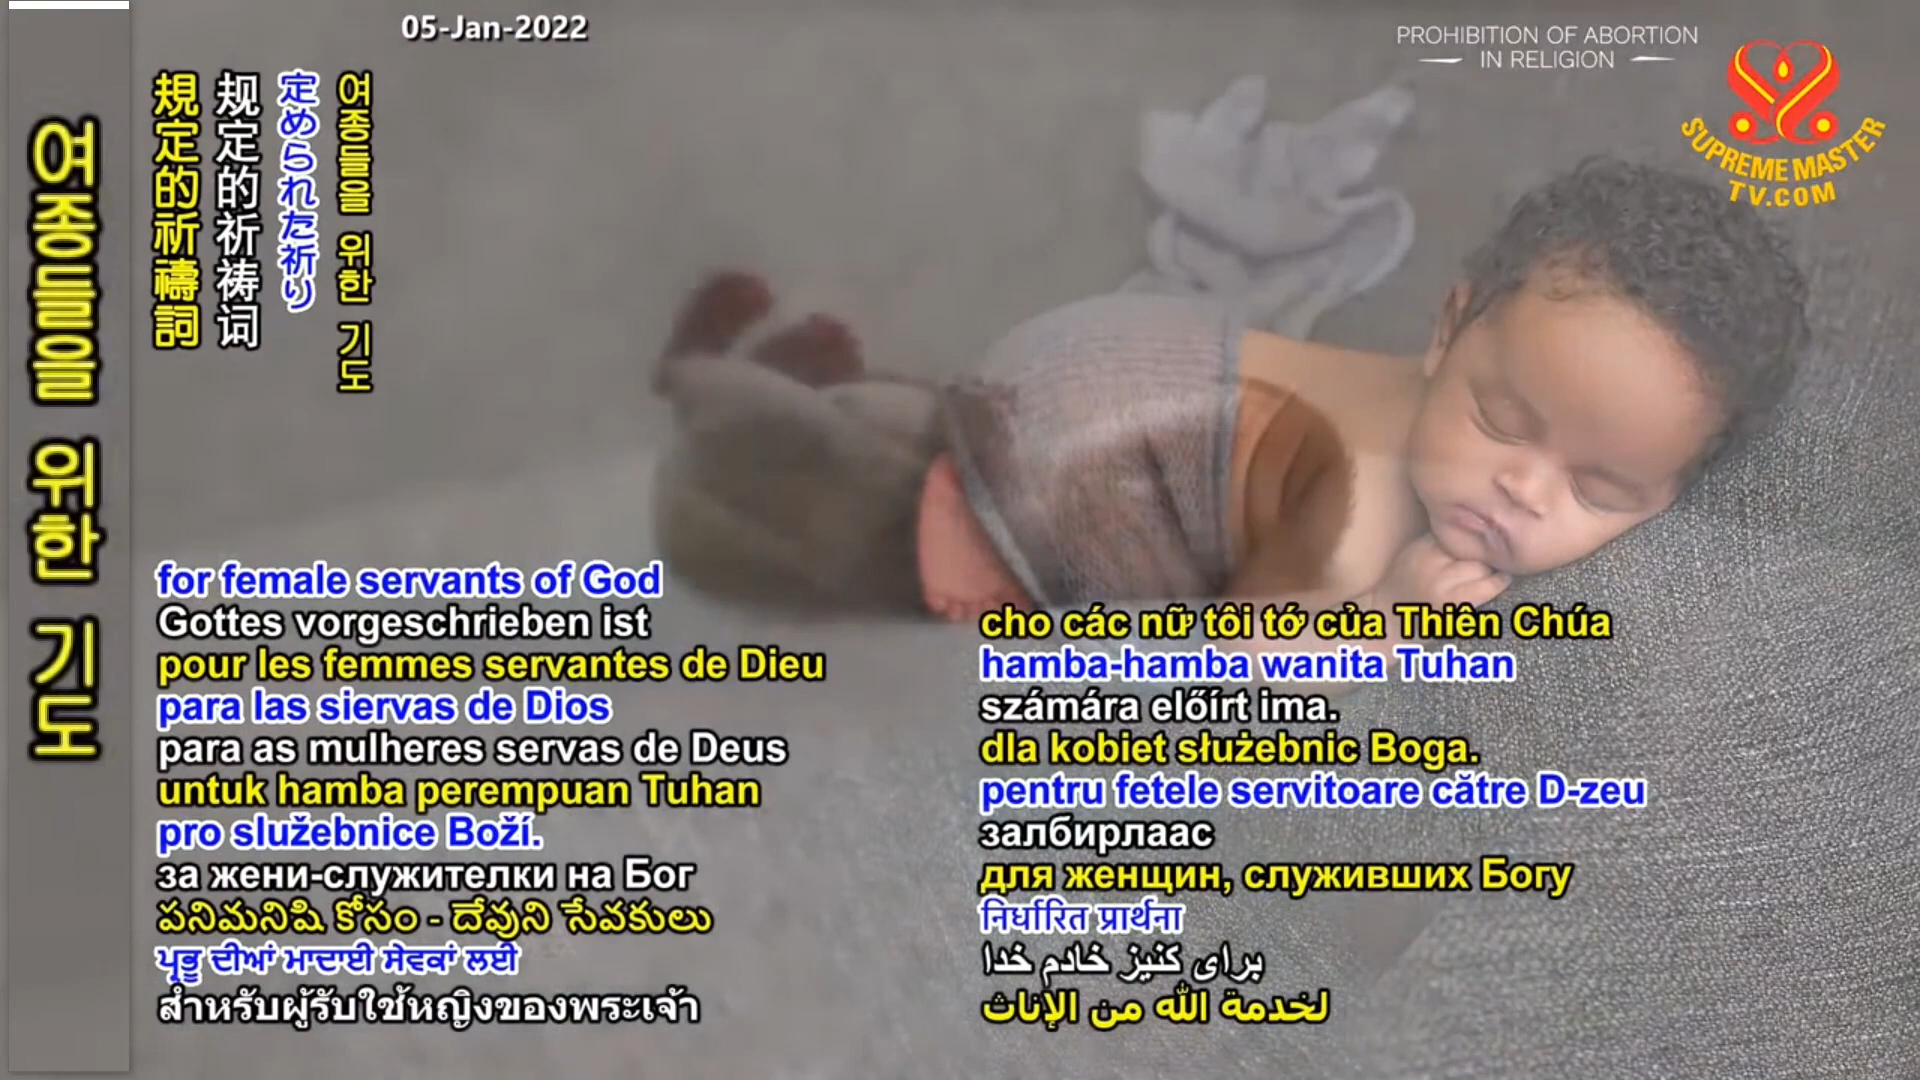 05-Jan-2022
PROHIBITION OF ABORTION
IN RELIGION
SUPREME MASTER
TV.COM
여종들을 위한 기도
規定的祈禱詞
规定的祈祷词
定められた祈り
여종들을 위한 기도
for female servants of God
Gottes vorgeschrieben ist
pour les femmes servantes de Dieu
para las siervas de Dios
para as mulheres servas de Deus
untuk hamba perempuan Tuhan
pro služebnice Boží.
за жени-служителки на Бог
పనిమనిషి కోసం - దేవుని సేవకులు
ਪ੍ਰਭੂ ਦੀਆਂ ਮਾਦਾਈ ਸੇਵਕਾਂ ਲਈ
สำหรับผู้รับใช้หญิงของพระเจ้า
cho các nữ tôi tớ của Thiên Chúa
hamba-hamba wanita Tuhan
számára előírt ima.
dla kobiet służebnic Boga.
pentru fetele servitoare către D-zeu
залбирлаас
для женщин, служивших Богу
निर्धारित प्रार्थना
برای کنیز خادم خدا
لخدمة الله من الإناث